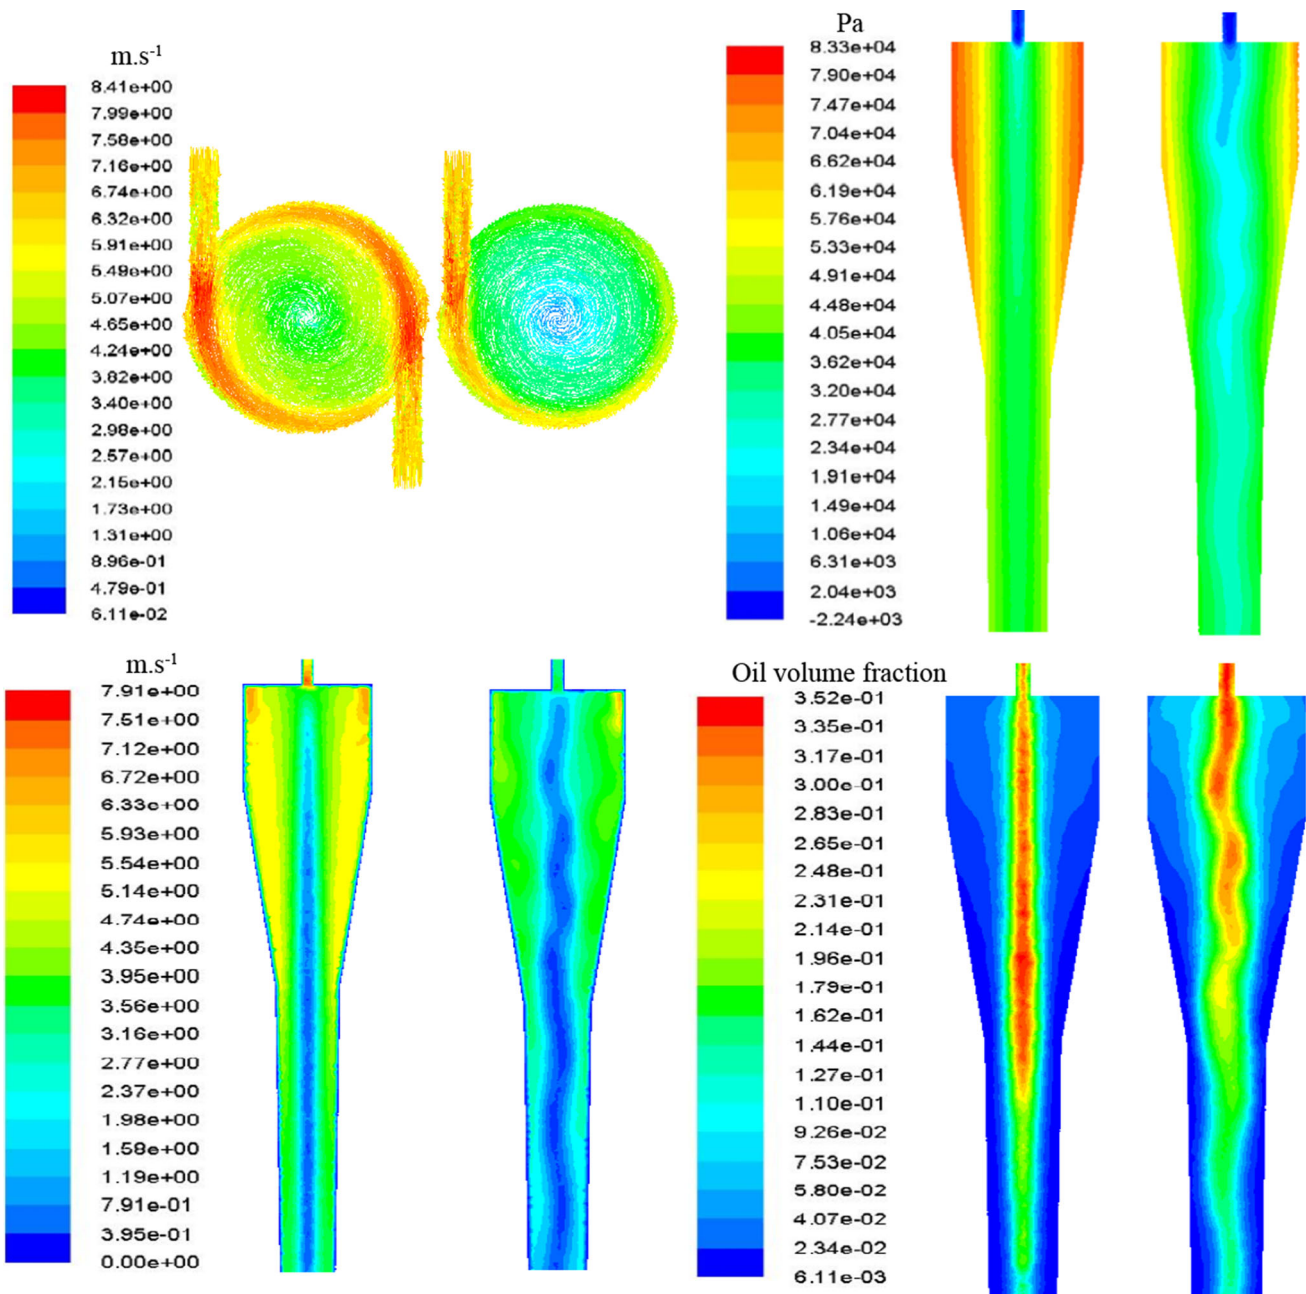 m.s-1
8.41e+00
7.99e+00
7.58e+00
7.16e+00
6.74e+00
6.32e+00
5.91e+00
5.49e+00
5.07e+00
4.65e+00
4.24e+00
3.82e+00
3.40e+00
2.98e+00
2.57e+00
2.15e+00
1.73e+00
1.31e+00
8.96e-01
4.79e-01
6.11e-02
Pa
8.33e+04
7.90e+04
7.47e+04
7.04e+04
6.62e+04
6.19e+04
5.76e+04
5.33e+04
4.91e+04
4.48e+04
4.05e+04
3.62e+04
3.20e+04
2.77e+04
2.34e+04
1.91e+04
1.49e+04
1.06e+04
6.31e+03
2.04e+03
-2.24e+03
m.s-1
7.91e+00
7.51e+00
7.12e+00
6.72e+00
6.33e+00
5.93e+00
5.54e+00
5.14e+00
4.74e+00
4.35e+00
3.95e+00
3.56e+00
3.16e+00
2.77e+00
2.37e+00
1.98e+00
1.58e+00
1.19e+00
7.91e-01
3.95e-01
0.00e+00
Oil volume fraction
3.52e-01
3.35e-01
3.17e-01
3.00e-01
2.83e-01
2.65e-01
2.48e-01
2.31e-01
2.14e-01
1.96e-01
1.79e-01
1.62e-01
1.44e-01
1.27e-01
1.10e-01
9.26e-02
7.53e-02
5.80e-02
4.07e-02
2.34e-02
6.11e-03